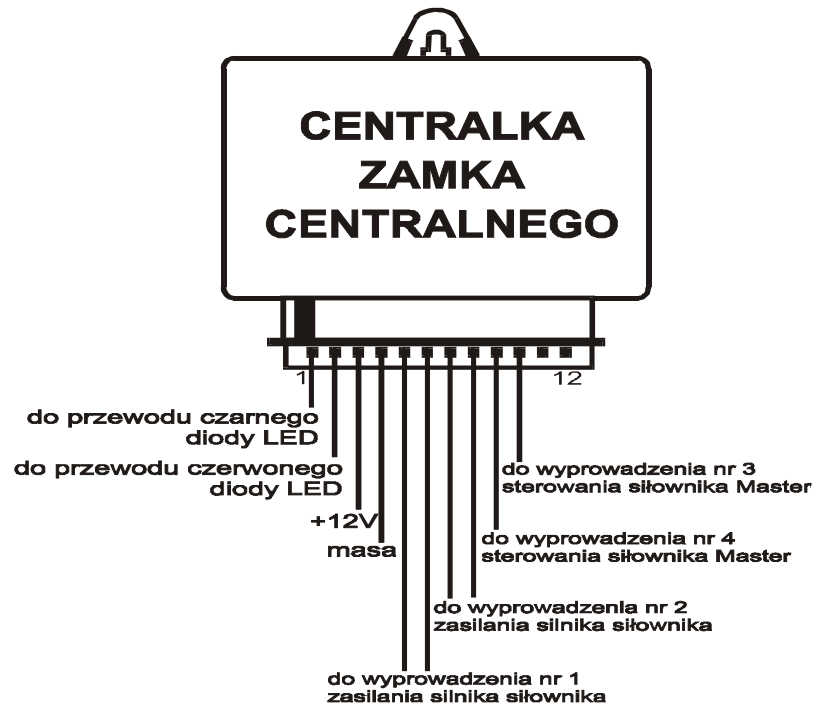 CENTRALKA
ZAMKA
CENTRALNEGO
1
12
do przewodu czarnego
diody LED
do przewodu czerwonego
diody LED
+12V
masa
do wyprowadzenia nr 3
sterowania siłownika Master
do wyprowadzenia nr 4
sterowania siłownika Master
do wyprowadzenia nr 2
zasilania silnika siłownika
do wyprowadzenia nr 1
zasilania silnika siłownika